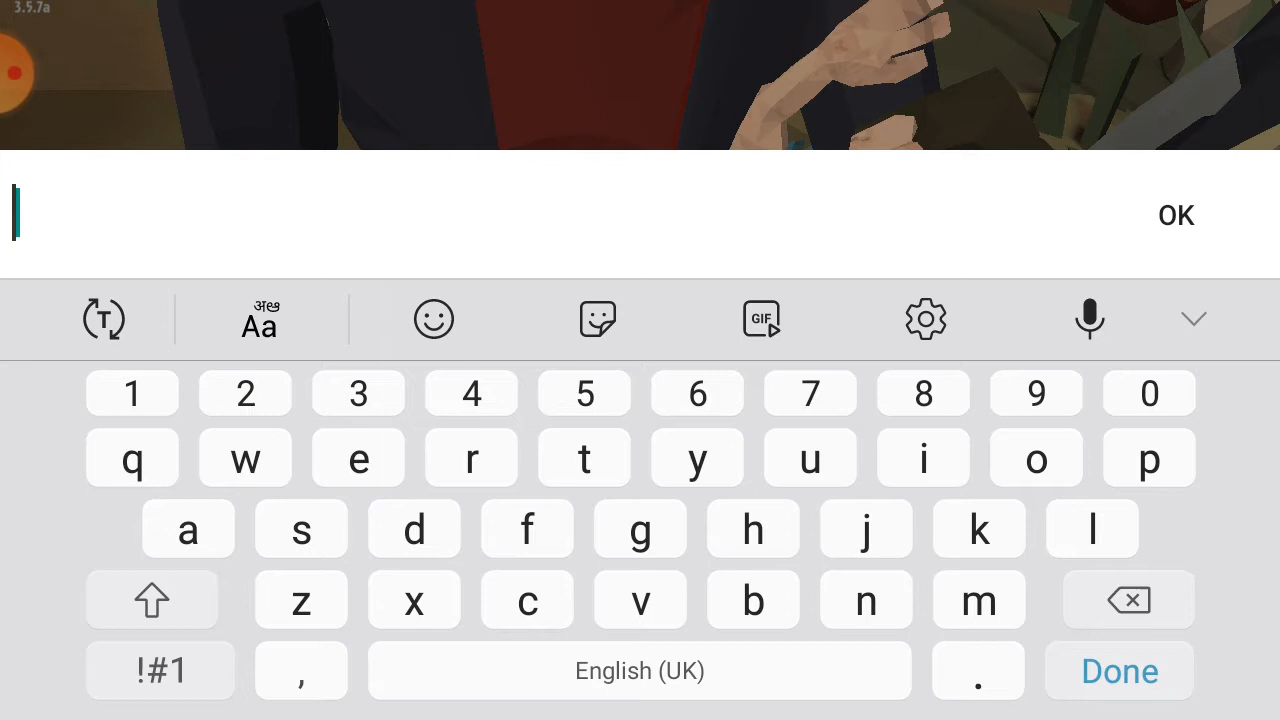 3.5.7a
OK
T अஆ Aa GIF
1 2 3 4 5 6 7 8 9 0
q w e r t y u i o p
a s d f g h j k l
z x c v b n m
!#1 , English (UK) . Done